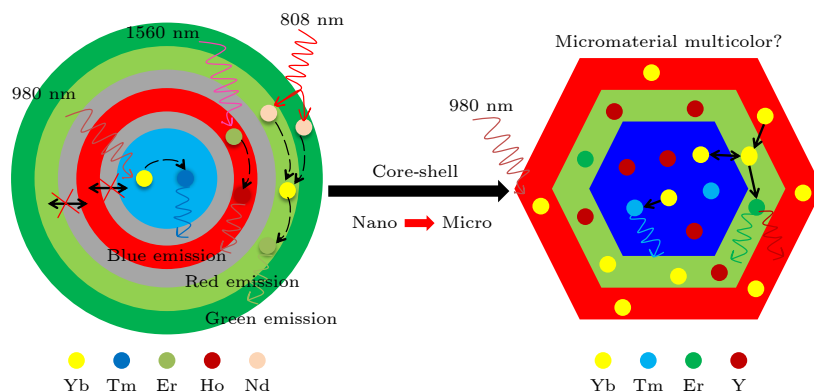 808 nm
1560 nm
Micromaterial multicolor?
980 nm
980 nm
Core-shell
Nano
Micro
Blue emission
Red emission
Green emission
Yb Tm Er Ho Nd
Yb Tm Er Y